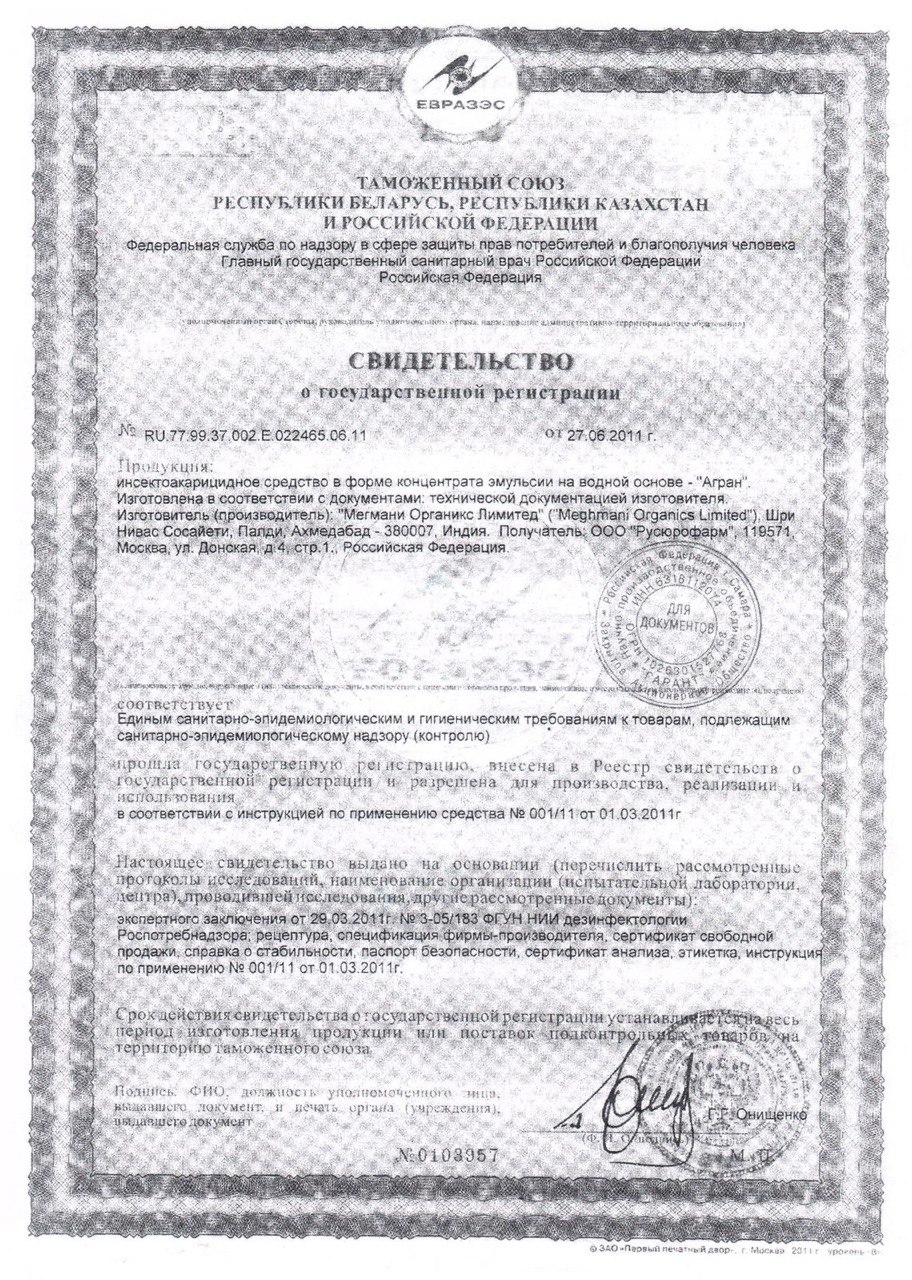 ЕВРАЗЭС
ТАМОЖЕННЫЙ СОЮЗ
РЕСПУБЛИКИ БЕЛАРУСЬ, РЕСПУБЛИКИ КАЗАХСТАН
И РОССИЙСКОЙ ФЕДЕРАЦИИ
Федеральная служба по надзору в сфере защиты прав потребителей и благополучия человека
Главный государственный санитарный врач Российской Федерации
Российская Федерация
(уполномоченный орган Стороны, руководитель уполномоченного органа, наименование административно-территориального образования)
СВИДЕТЕЛЬСТВО
о государственной регистрации
№ RU.77.99.37.002.Е.022465.06.11 от 27.06.2011 г.
Продукция:
инсектоакарицидное средство в форме концентрата эмульсии на водной основе - "Агран".
Изготовлена в соответствии с документами: технической документацией изготовителя.
Изготовитель (производитель): "Мегмани Органикс Лимитед" ("Meghmani Organics Limited"), Шри
Нивас Сосайети, Палди, Ахмедабад - 380007, Индия. Получатель: ООО "Русюрофарм", 119571,
Москва, ул. Донская, д.4, стр.1., Российская Федерация.
Российская Федерация Самара
Закрытое акционерное общество
Научно производственное объединение
ГАРАНТ
ДЛЯ
ДОКУМЕНТОВ
соответствует
Единым санитарно-эпидемиологическим и гигиеническим требованиям к товарам, подлежащим
санитарно-эпидемиологическому надзору (контролю)
прошла государственную регистрацию, внесена в Реестр свидетельств о
государственной регистрации и разрешена для производства, реализации и
использования
в соответствии с инструкцией по применению средства № 001/11 от 01.03.2011г
Настоящее свидетельство выдано на основании (перечислить рассмотренные
протоколы исследований, наименование организации (испытательной лаборатории,
центра), проводившей исследования, другие рассмотренные документы):
экспертного заключения от 29.03.2011г. № 3-05/183 ФГУН НИИ дезинфектологии
Роспотребнадзора; рецептура, спецификация фирмы-производителя, сертификат свободной
продажи, справка о стабильности, паспорт безопасности, сертификат анализа, этикетка, инструкция
по применению № 001/11 от 01.03.2011г.
Срок действия свидетельства о государственной регистрации устанавливается на весь
период изготовления продукции или поставок подконтрольных товаров на
территорию таможенного союза
Подпись, ФИО, должность уполномоченного лица,
выдавшего документ, и печать органа (учреждения),
выдавшего документ
Г.Г. Онищенко
М. П.
№0103957
© ЗАО «Первый печатный двор», г. Москва, 2011 г., уровень «В»